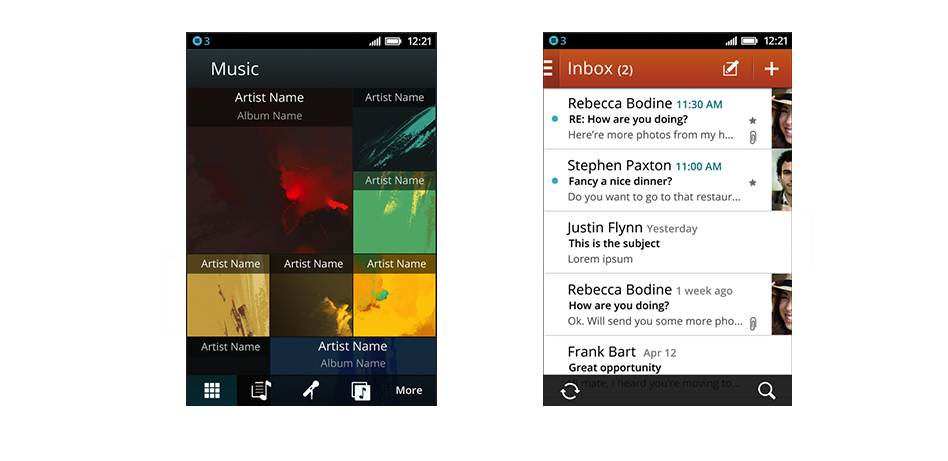 3 12:21
Music
Artist Name
Album Name
Artist Name
Artist Name
Artist Name Artist Name Artist Name
Artist Name
Artist Name
Album Name
More
3 12:21
Inbox (2)
Rebecca Bodine 11:30 AM
RE: How are you doing?
Here're more photos from my h...
Stephen Paxton 11:00 AM
Fancy a nice dinner?
Do you want to go to that restaur...
Justin Flynn Yesterday
This is the subject
Lorem ipsum
Rebecca Bodine 1 week ago
How are you doing?
Ok. Will send you some more pho...
Frank Bart Apr 12
Great opportunity
mate, i heard you're moving to...